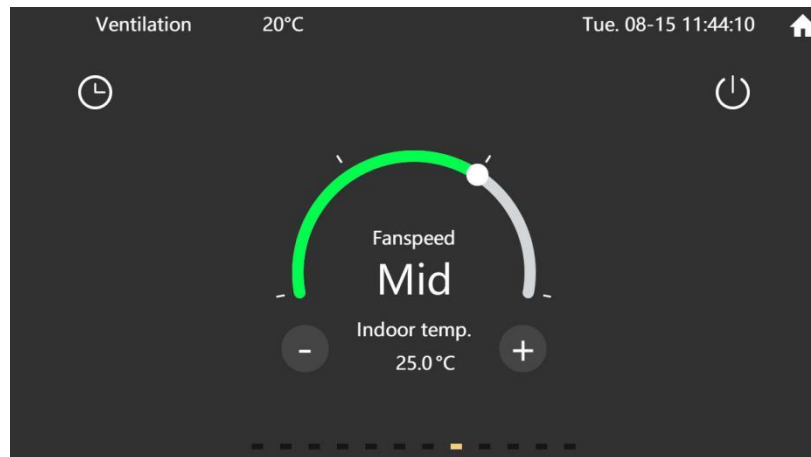 Ventilation 20°C Tue. 08-15 11:44:10
Fanspeed
Mid
Indoor temp.
- 25.0 °C +